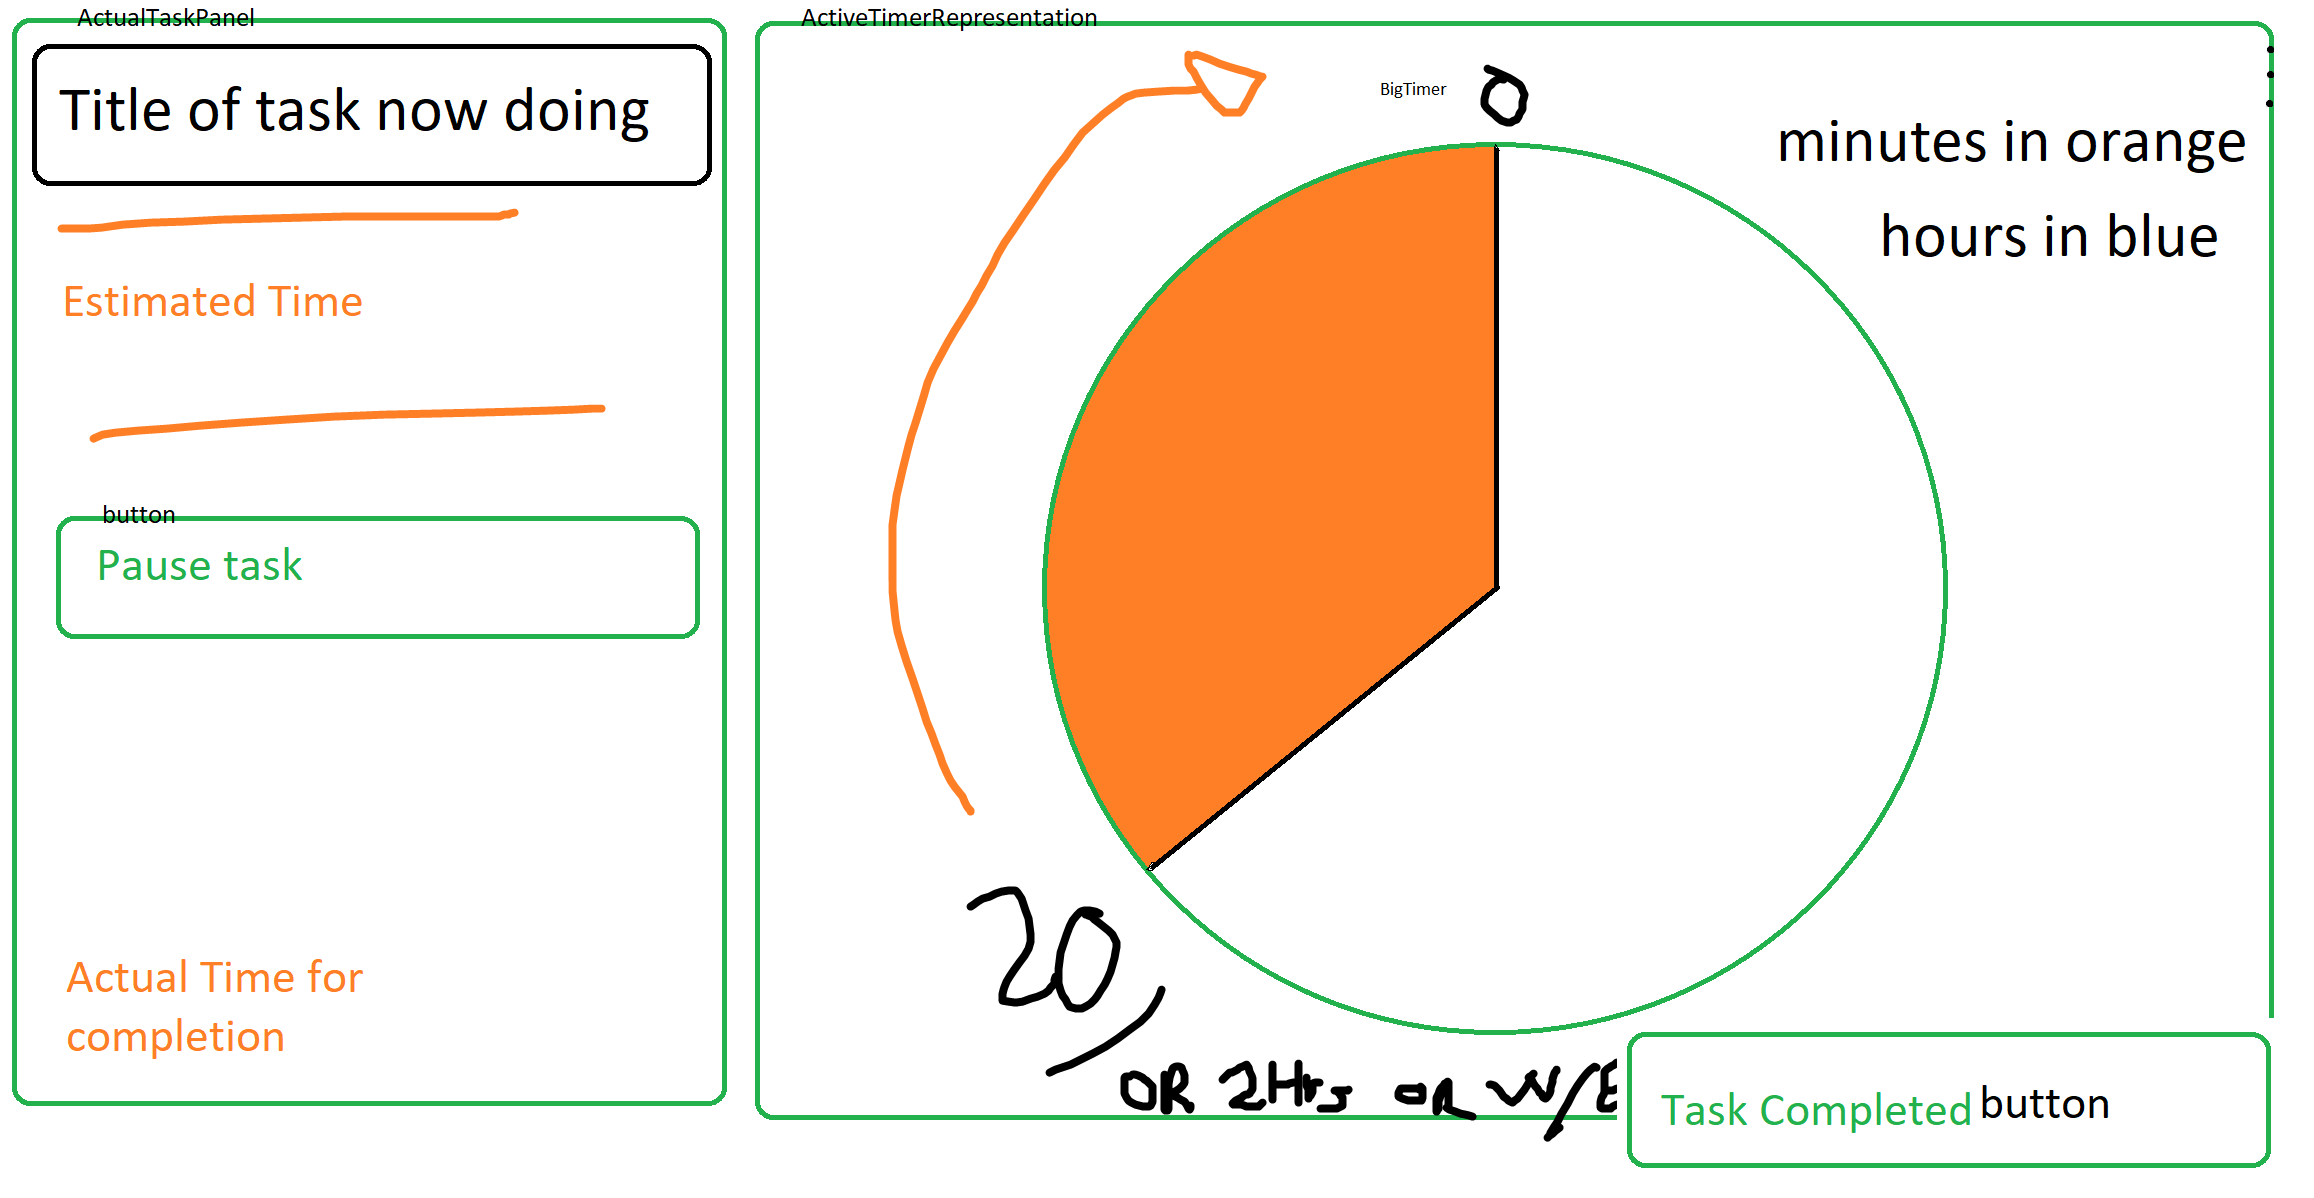 ActualTaskPanel
Title of task now doing
Estimated Time
button
Pause task
Actual Time for
completion
ActiveTimerRepresentation
BigTimer
0
minutes in orange
hours in blue
20
OR 2Hrs OR W/E
Task Completed button